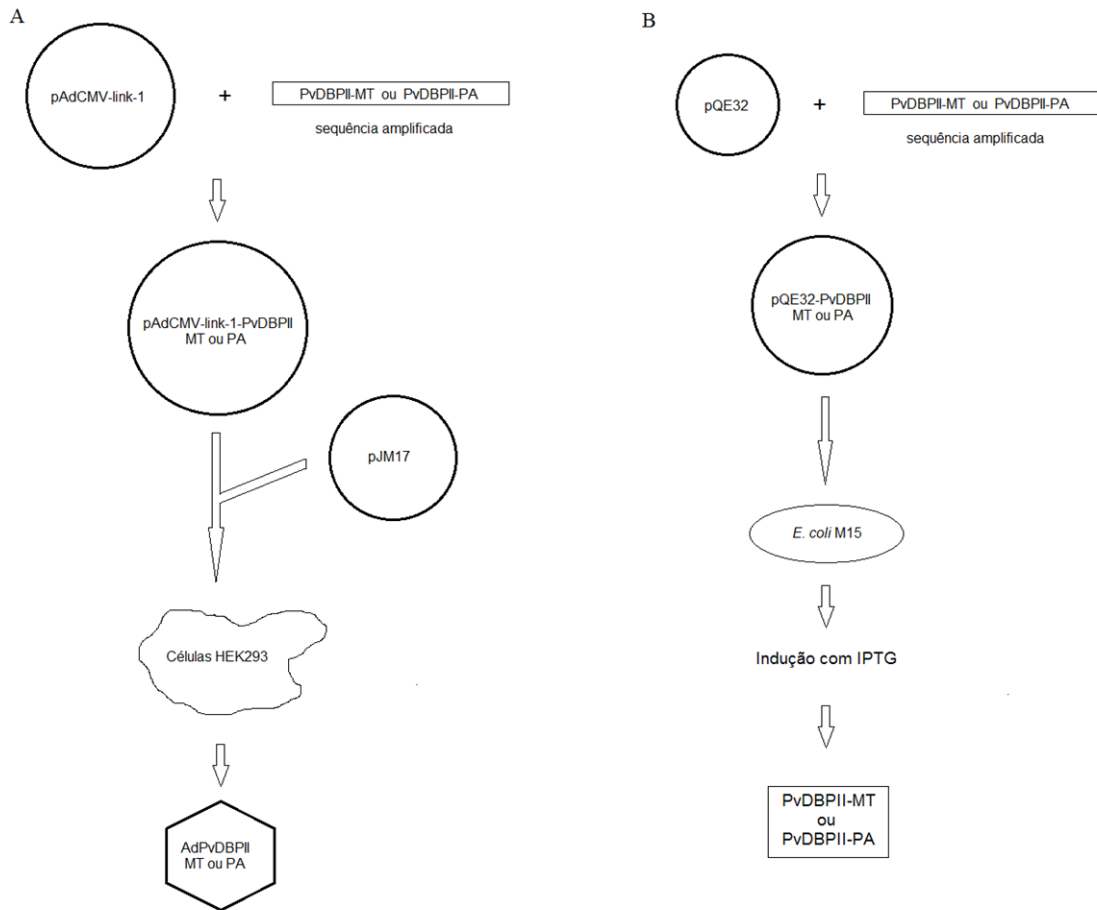 A
pAdCMV-link-1
+
PvDBPII-MT ou PvDBPII-PA
sequência amplificada
pAdCMV-link-1-PvDBPII
MT ou PA
pJM17
Células HEK293
AdPvDBPII
MT ou PA
B
pQE32
+
PvDBPII-MT ou PvDBPII-PA
sequência amplificada
pQE32-PvDBPII
MT ou PA
E. coli M15
Indução com IPTG
PvDBPII-MT
ou
PvDBPII-PA